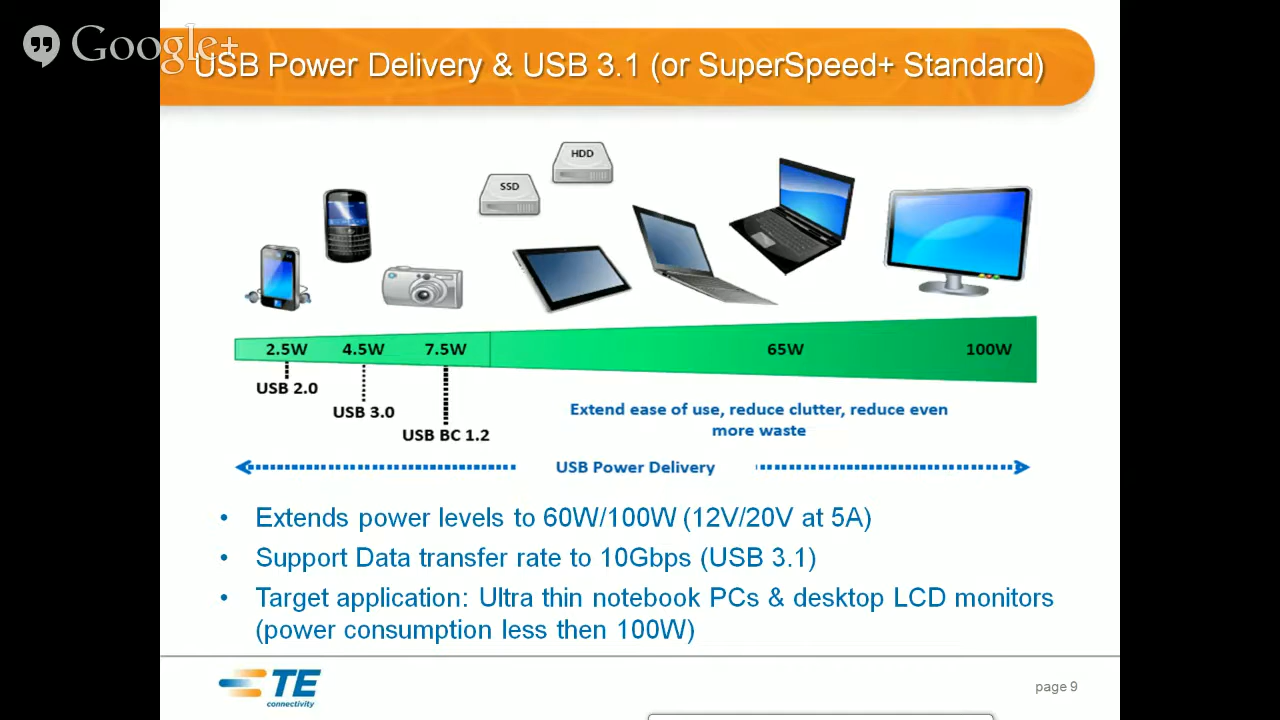 Google+
USB Power Delivery & USB 3.1 (or SuperSpeed+ Standard)
HDD
SSD
2.5W 4.5W 7.5W 65W 100W
USB 2.0
USB 3.0
USB BC 1.2
Extend ease of use, reduce clutter, reduce even
more waste
USB Power Delivery
• Extends power levels to 60W/100W (12V/20V at 5A)
• Support Data transfer rate to 10Gbps (USB 3.1)
• Target application: Ultra thin notebook PCs & desktop LCD monitors
(power consumption less then 100W)
TE
connectivity
page 9